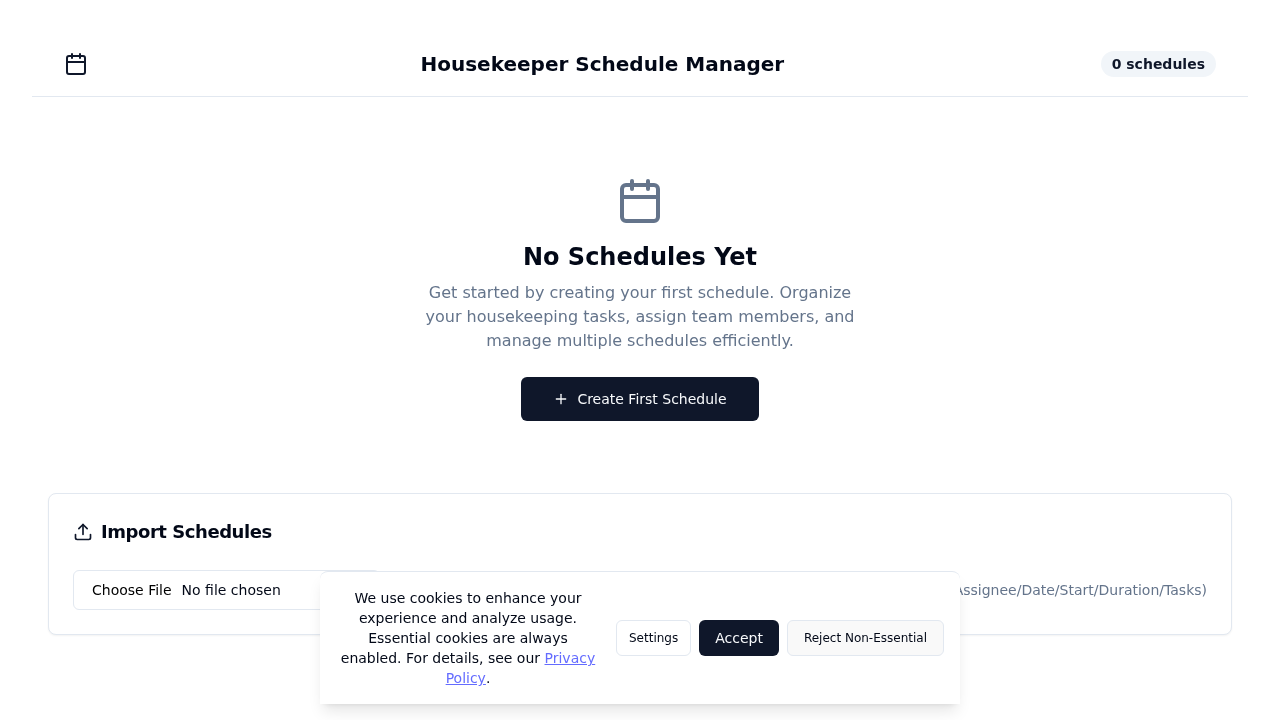 Housekeeper Schedule Manager
0 schedules
No Schedules Yet
Get started by creating your first schedule. Organize
your housekeeping tasks, assign team members, and
manage multiple schedules efficiently.
Create First Schedule
Import Schedules
Choose File No file chosen
Assignee/Date/Start/Duration/Tasks)
We use cookies to enhance your
experience and analyze usage.
Essential cookies are always
enabled. For details, see our Privacy
Policy.
Settings
Accept
Reject Non-Essential